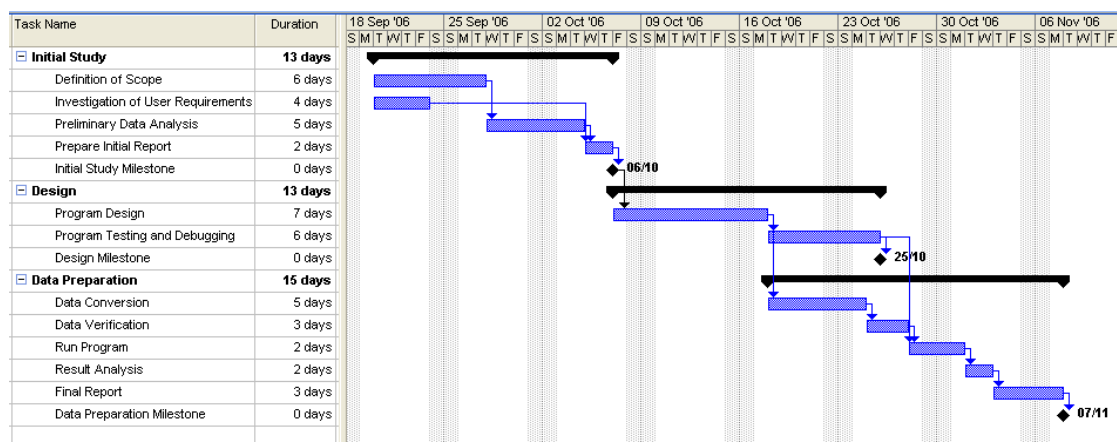 Task Name Duration 18 Sep '06 25 Sep '06 02 Oct '06 09 Oct '06 16 Oct '06 23 Oct '06 30 Oct '06 06 Nov '06
S M T W T F S S M T W T F S S M T W T F S S M T W T F S S M T W T F S S M T W T F S S M T W T F S S M T W T F
Initial Study 13 days
Definition of Scope 6 days
Investigation of User Requirements 4 days
Preliminary Data Analysis 5 days
Prepare Initial Report 2 days
Initial Study Milestone 0 days 06/10
Design 13 days
Program Design 7 days
Program Testing and Debugging 6 days
Design Milestone 0 days 25/10
Data Preparation 15 days
Data Conversion 5 days
Data Verification 3 days
Run Program 2 days
Result Analysis 2 days
Final Report 3 days
Data Preparation Milestone 0 days 07/11